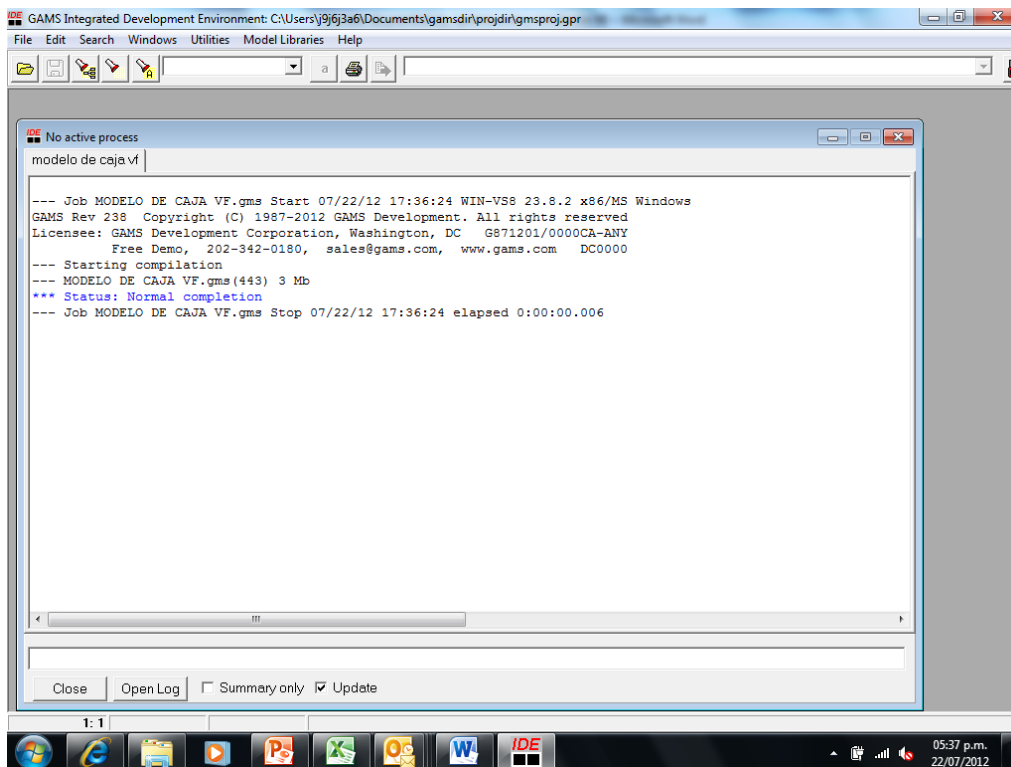 IDE GAMS Integrated Development Environment: C:\Users\j9j6j3a6\Documents\gamsdir\projdir\gmsproj.gpr
File Edit Search Windows Utilities Model Libraries Help
A a
IDE No active process
modelo de caja vf
--- Job MODELO DE CAJA VF.gms Start 07/22/12 17:36:24 WIN-VS8 23.8.2 x86/MS Windows
GAMS Rev 238 Copyright (C) 1987-2012 GAMS Development. All rights reserved
Licensee: GAMS Development Corporation, Washington, DC G871201/0000CA-ANY
Free Demo, 202-342-0180, sales@gams.com, www.gams.com DC0000
--- Starting compilation
--- MODELO DE CAJA VF.gms(443) 3 Mb
*** Status: Normal completion
--- Job MODELO DE CAJA VF.gms Stop 07/22/12 17:36:24 elapsed 0:00:00.006
Close Open Log Summary only Update
1: 1
IDE
05:37 p.m.
22/07/2012